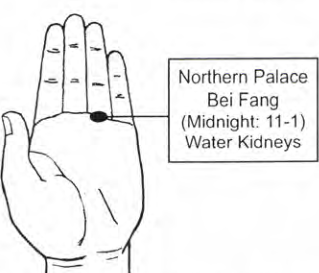 Northern Palace
Bei Fang
(Midnight: 11-1)
Water Kidneys